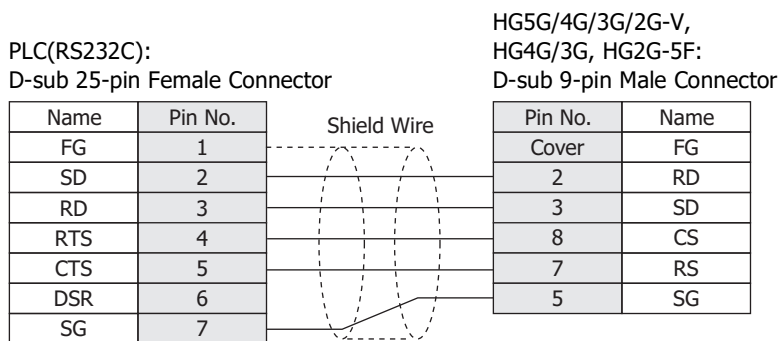 PLC(RS232C):
D-sub 25-pin Female Connector
HG5G/4G/3G/2G-V,
HG4G/3G, HG2G-5F:
D-sub 9-pin Male Connector
Name Pin No. Shield Wire Pin No. Name
FG 1 Cover FG
SD 2 2 RD
RD 3 3 SD
RTS 4 8 CS
CTS 5 7 RS
DSR 6 5 SG
SG 7